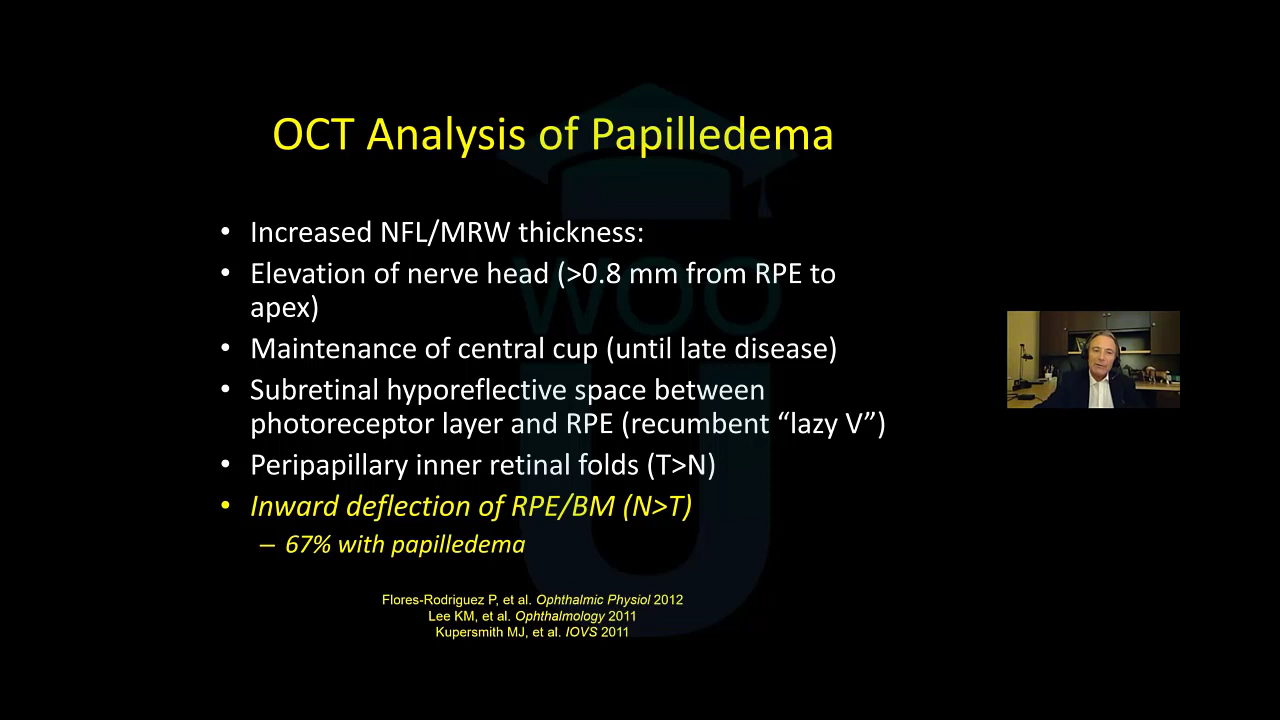 OCT Analysis of Papilledema
• Increased NFL/MRW thickness:
• Elevation of nerve head (>0.8 mm from RPE to
apex)
• Maintenance of central cup (until late disease)
• Subretinal hyporeflective space between
photoreceptor layer and RPE (recumbent “lazy V”)
• Peripapillary inner retinal folds (T>N)
• Inward deflection of RPE/BM (N>T)
– 67% with papilledema
Flores-Rodriguez P, et al. Ophthalmic Physiol 2012
Lee KM, et al. Ophthalmology 2011
Kupersmith MJ, et al. IOVS 2011
WOO
U